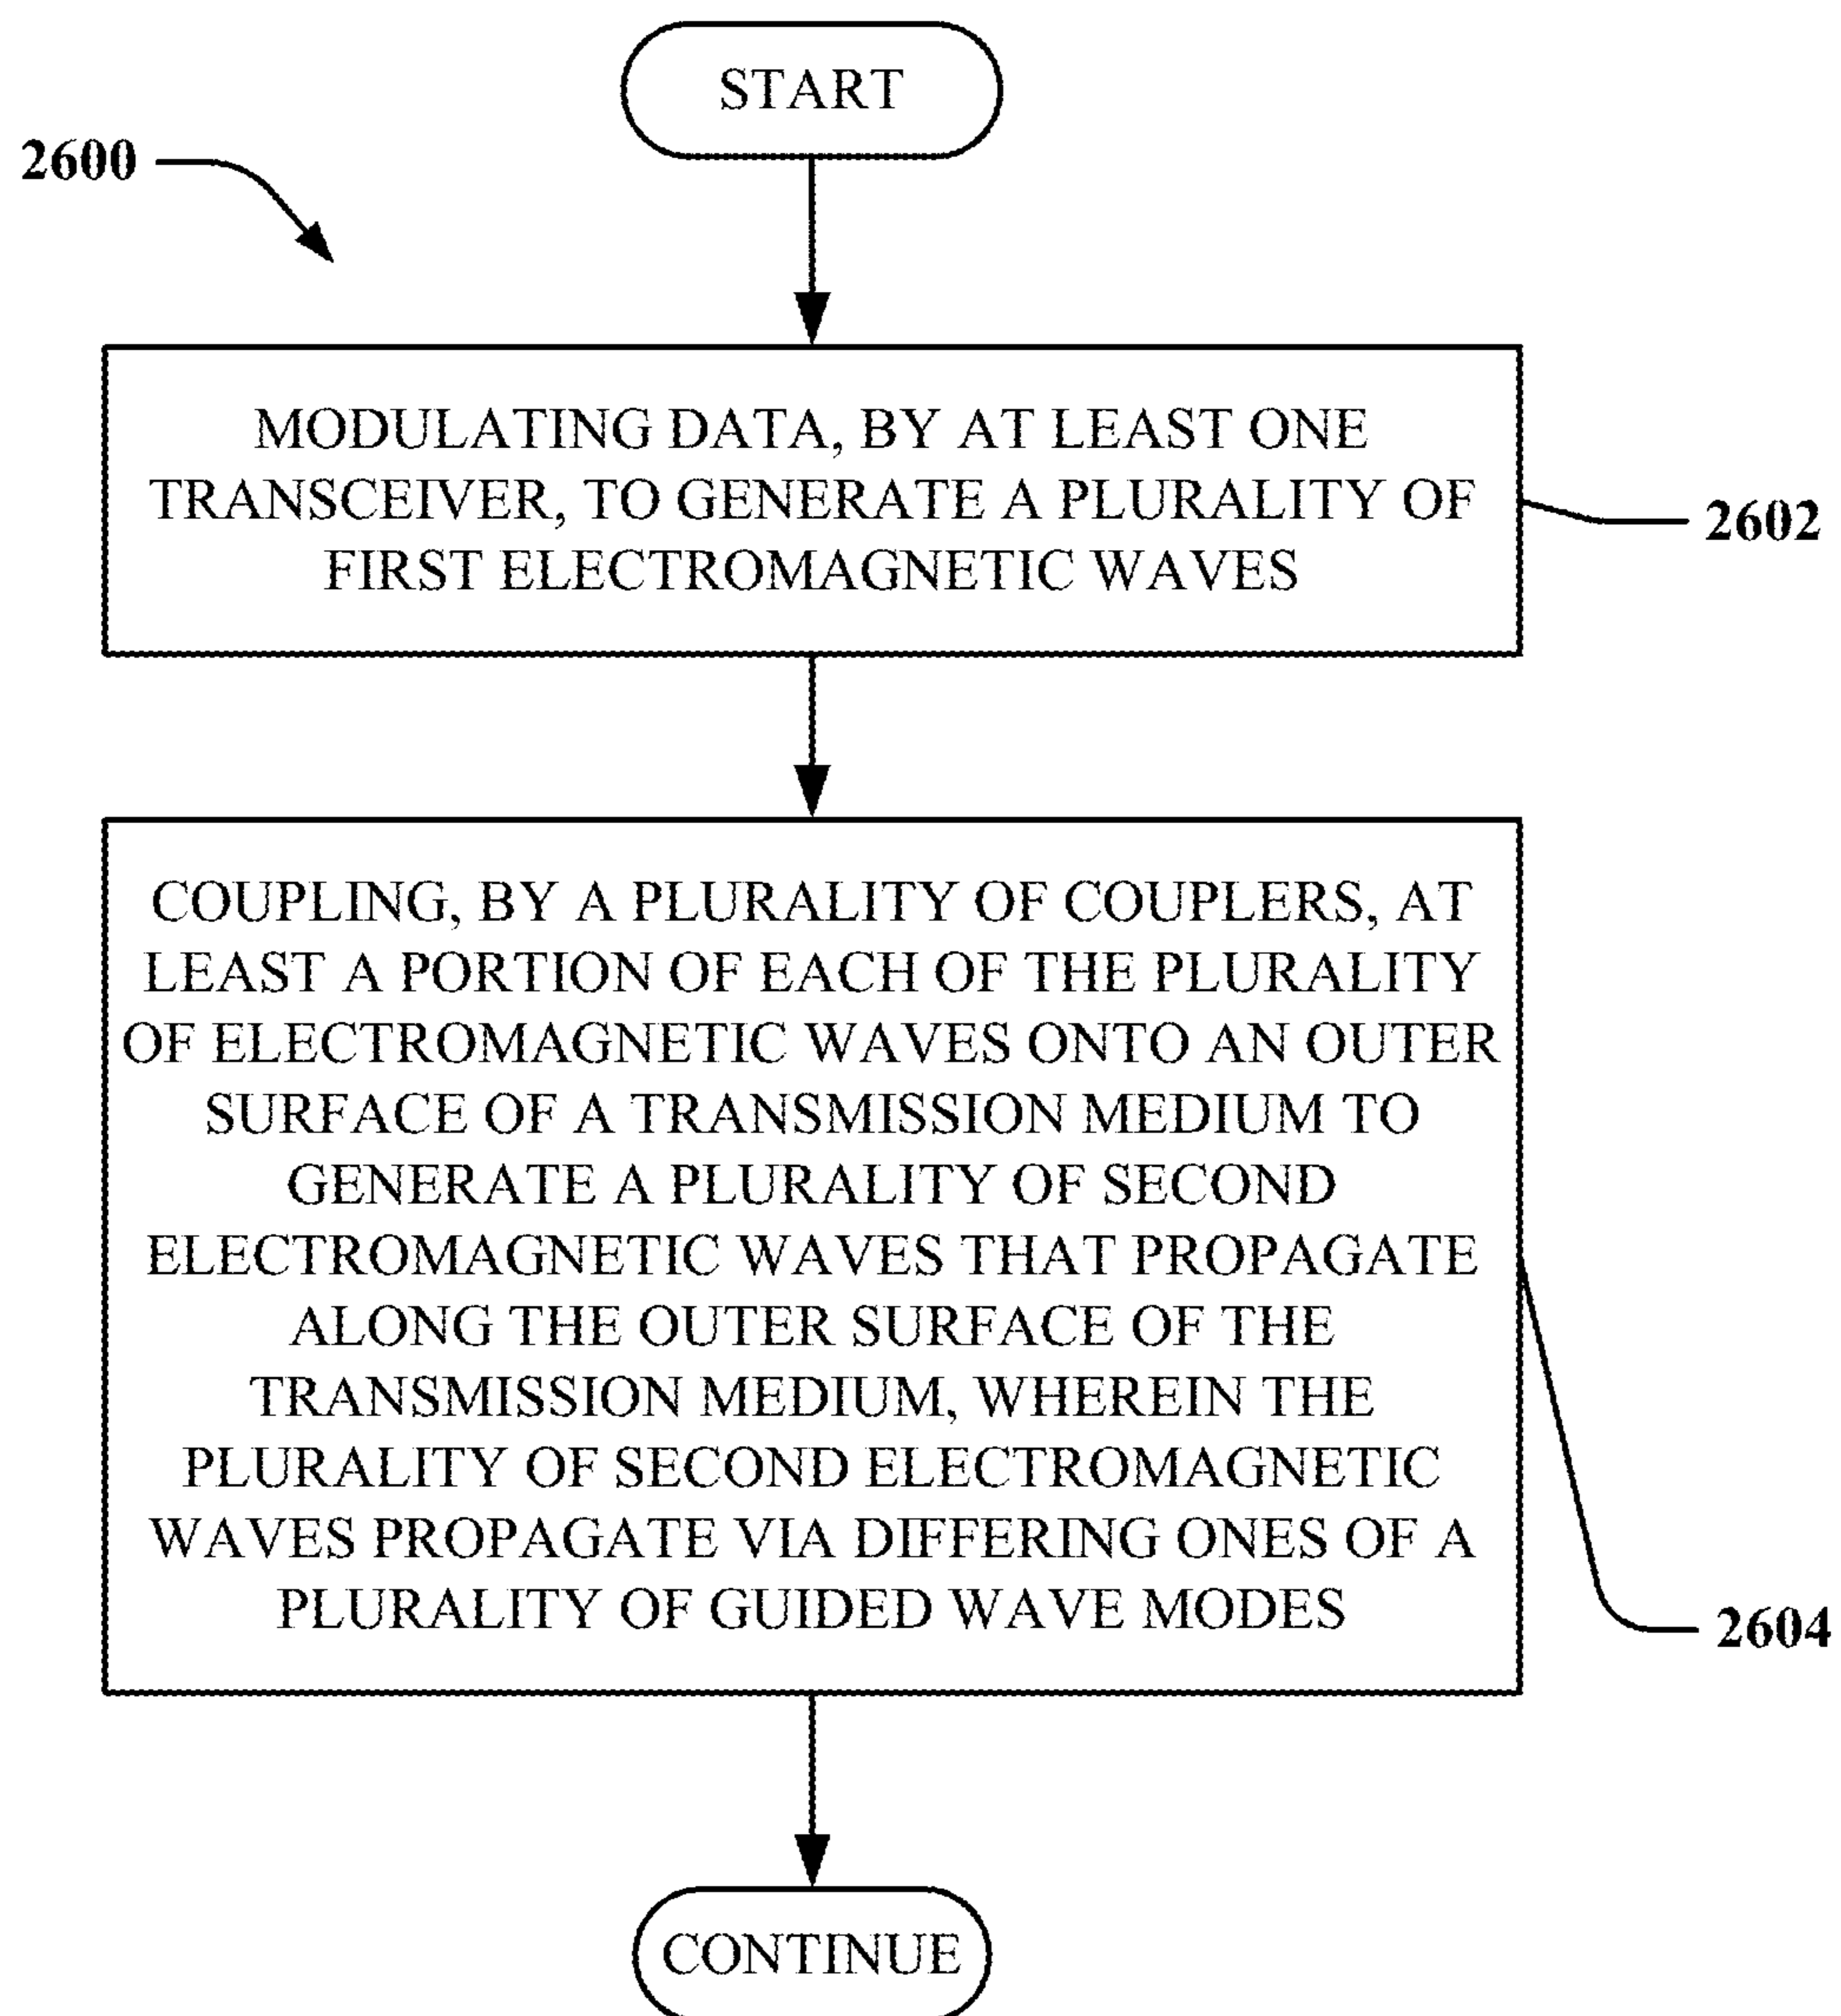 START
2600
MODULATING DATA, BY AT LEAST ONE
TRANSCEIVER, TO GENERATE A PLURALITY OF
FIRST ELECTROMAGNETIC WAVES
2602
COUPLING, BY A PLURALITY OF COUPLERS, AT
LEAST A PORTION OF EACH OF THE PLURALITY
OF ELECTROMAGNETIC WAVES ONTO AN OUTER
SURFACE OF A TRANSMISSION MEDIUM TO
GENERATE A PLURALITY OF SECOND
ELECTROMAGNETIC WAVES THAT PROPAGATE
ALONG THE OUTER SURFACE OF THE
TRANSMISSION MEDIUM, WHEREIN THE
PLURALITY OF SECOND ELECTROMAGNETIC
WAVES PROPAGATE VIA DIFFERING ONES OF A
PLURALITY OF GUIDED WAVE MODES
2604
CONTINUE